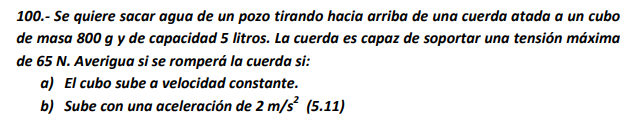 100.- Se quiere sacar agua de un pozo tirando hacia arriba de una cuerda atada a un cubo
de masa 800 g y de capacidad 5 litros. La cuerda es capaz de soportar una tensión máxima
de 65 N. Averigua si se romperá la cuerda si:
a) El cubo sube a velocidad constante.
b) Sube con una aceleración de 2 m/s² (5.11)